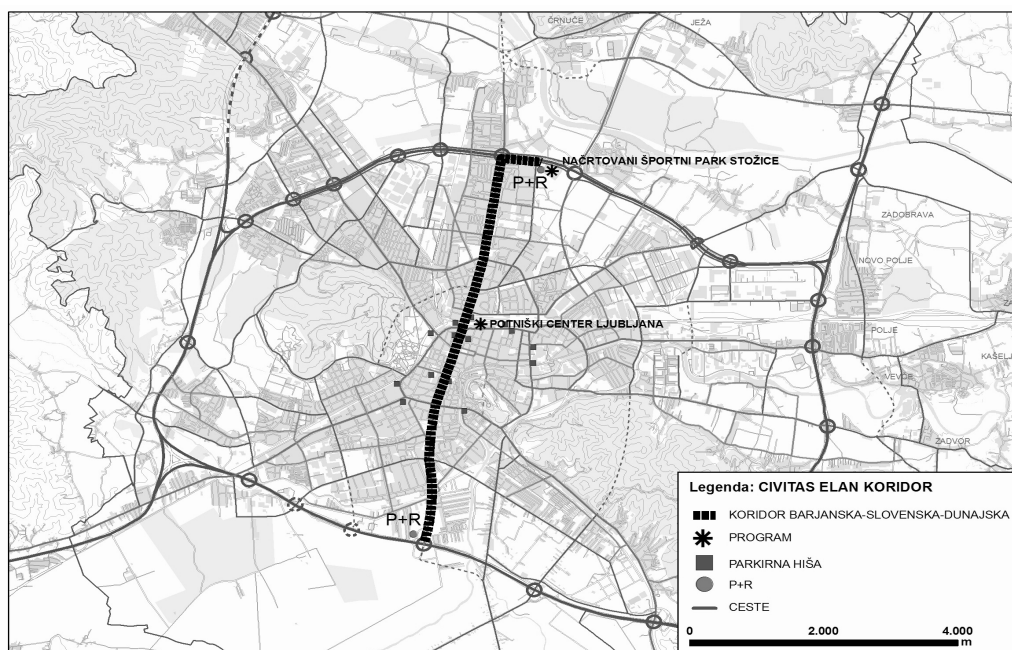 ČRNUČE
JEŽA
NAČRTOVANI ŠPORTNI PARK STOŽICE
P+R
ZADOBRAVA
NOVO POLJE
POTNIŠKI CENTER LJUBLJANA
POLJE
KAŠELJ
VEVČE
ZADVOR
P+R
Legenda: CIVITAS ELAN KORIDOR
KORIDOR BARJANSKA-SLOVENSKA-DUNAJSKA
PROGRAM
PARKIRNA HIŠA
P+R
CESTE
0 2.000 4.000
m